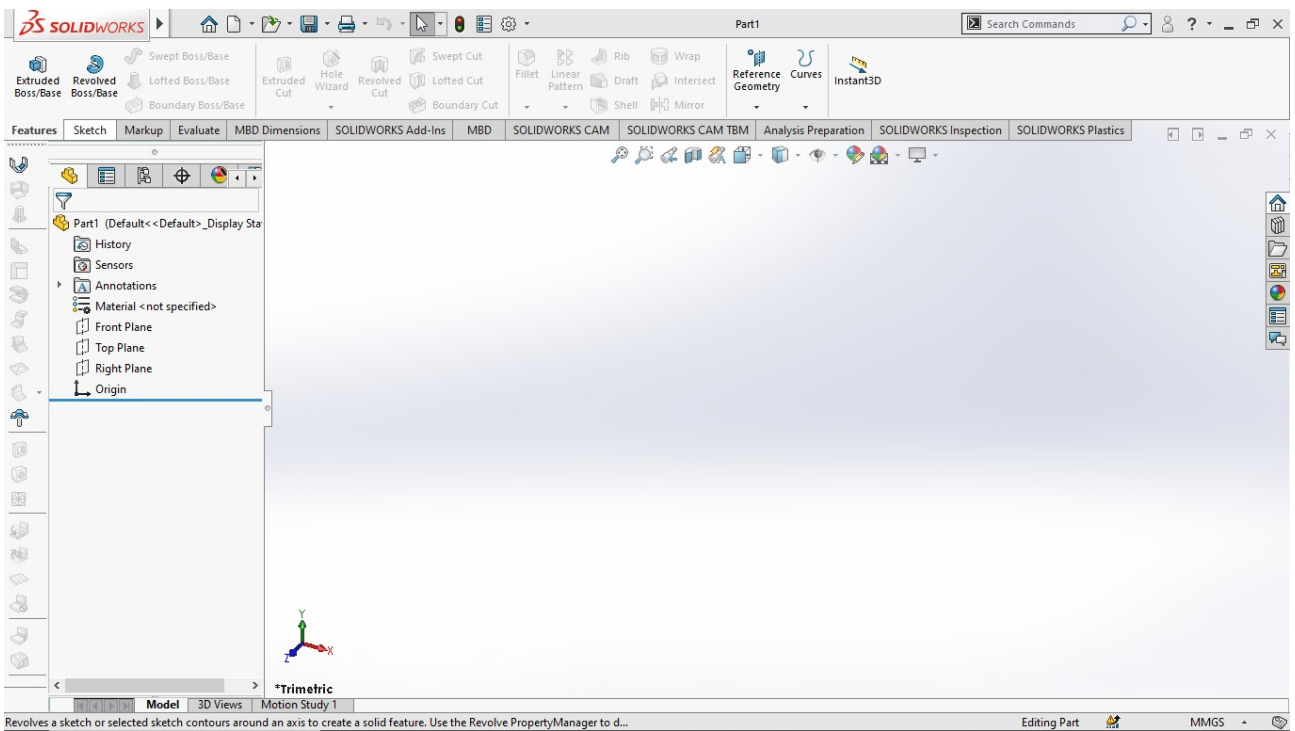 SOLIDWORKS
Part1
Search Commands
?
Extruded Boss/Base
Revolved Boss/Base
Swept Boss/Base
Lofted Boss/Base
Boundary Boss/Base
Extruded Cut
Hole Wizard
Revolved Cut
Swept Cut
Lofted Cut
Boundary Cut
Fillet
Linear Pattern
Rib
Draft
Shell
Wrap
Intersect
Mirror
Reference Geometry
Curves
Instant3D
Features
Sketch
Markup
Evaluate
MBD Dimensions
SOLIDWORKS Add-Ins
MBD
SOLIDWORKS CAM
SOLIDWORKS CAM TBM
Analysis Preparation
SOLIDWORKS Inspection
SOLIDWORKS Plastics
Part1 (Default<<Default>_Display Sta
History
Sensors
A Annotations
Material <not specified>
Front Plane
Top Plane
Right Plane
Origin
Y
X
Z
*Trimetric
Model
3D Views
Motion Study 1
Revolves a sketch or selected sketch contours around an axis to create a solid feature. Use the Revolve PropertyManager to d...
Editing Part
MMGS